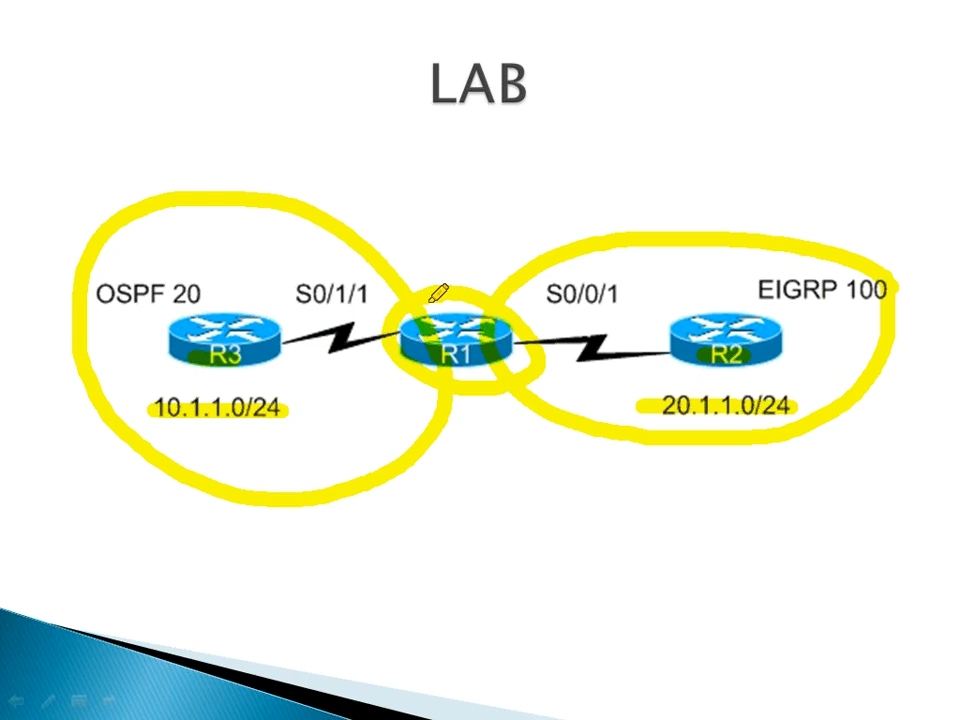 LAB
OSPF 20
S0/1/1
S0/0/1
EIGRP 100
R3
R1
R2
10.1.1.0/24
20.1.1.0/24